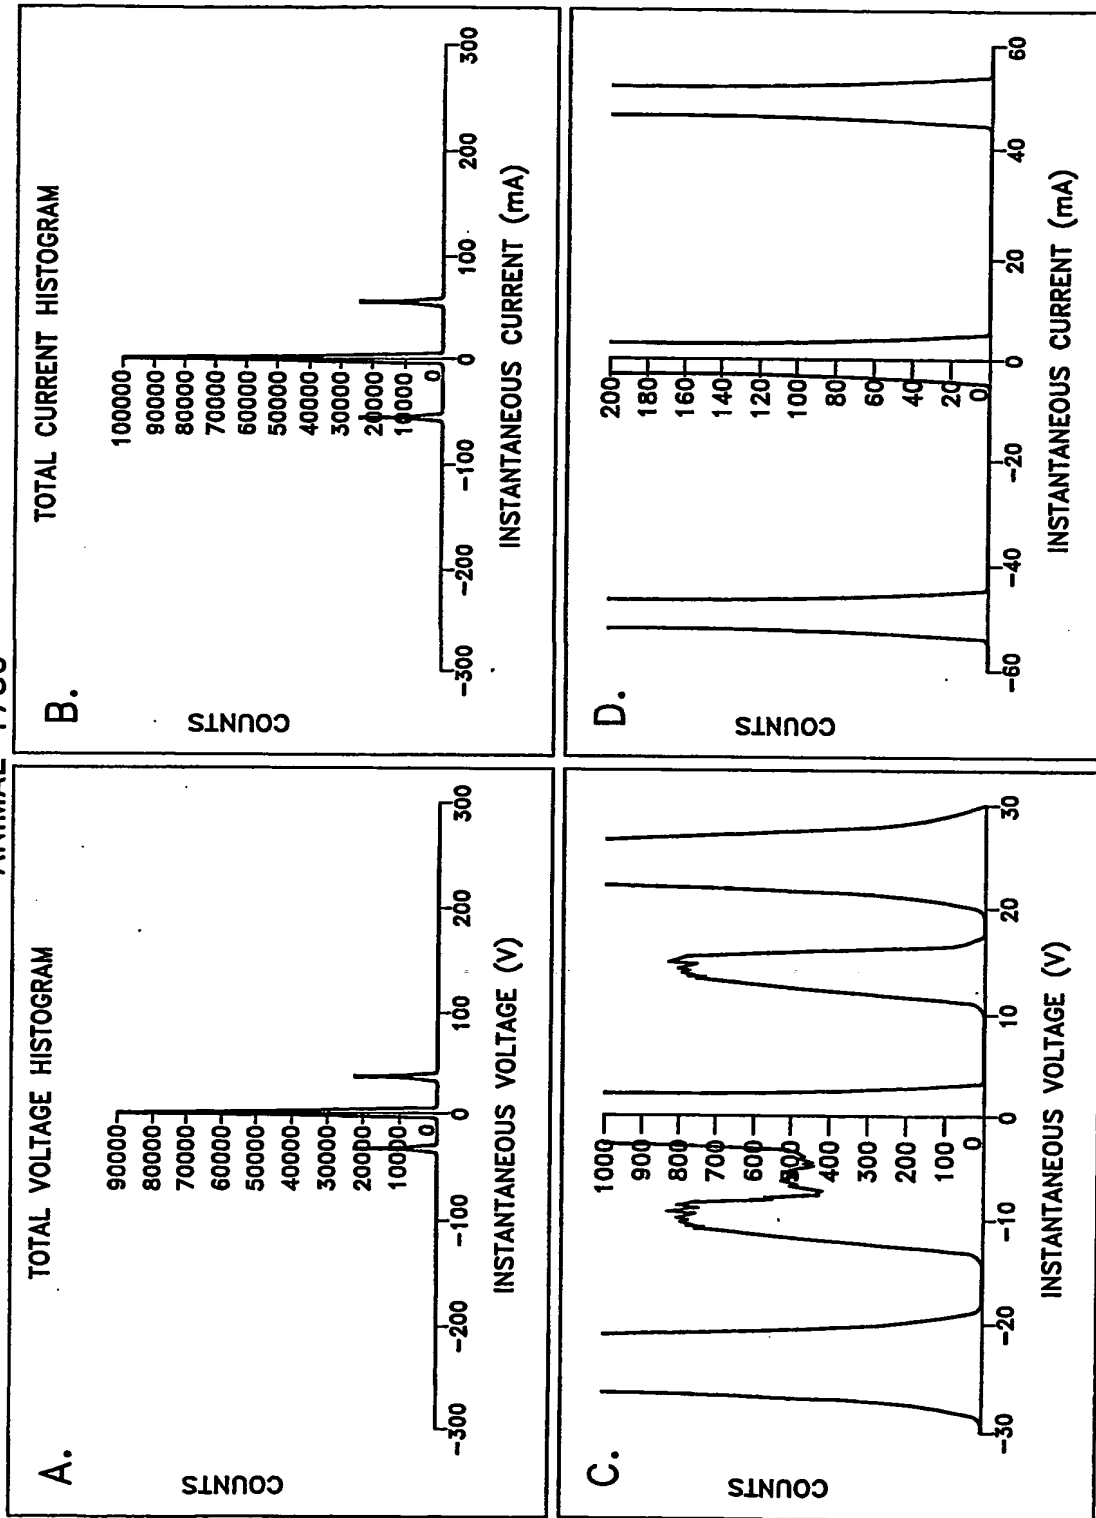 ANIMAL
A.
TOTAL VOLTAGE HISTOGRAM
COUNTS
90000
80000
70000
60000
50000
40000
30000
20000
10000
0
-300 -200 -100 0 100 200 300
INSTANTANEOUS VOLTAGE (V)
B.
TOTAL CURRENT HISTOGRAM
COUNTS
100000
90000
80000
70000
60000
50000
40000
30000
20000
10000
0
-300 -200 -100 0 100 200 300
INSTANTANEOUS CURRENT (mA)
C.
COUNTS
1000
900
800
700
600
500
400
200
100
0
-30 -20 -10 0 10 20 30
INSTANTANEOUS VOLTAGE (V)
D.
COUNTS
200
180
160
140
120
100
80
60
40
20
0
-60 -40 -20 0 20 40 60
INSTANTANEOUS CURRENT (mA)